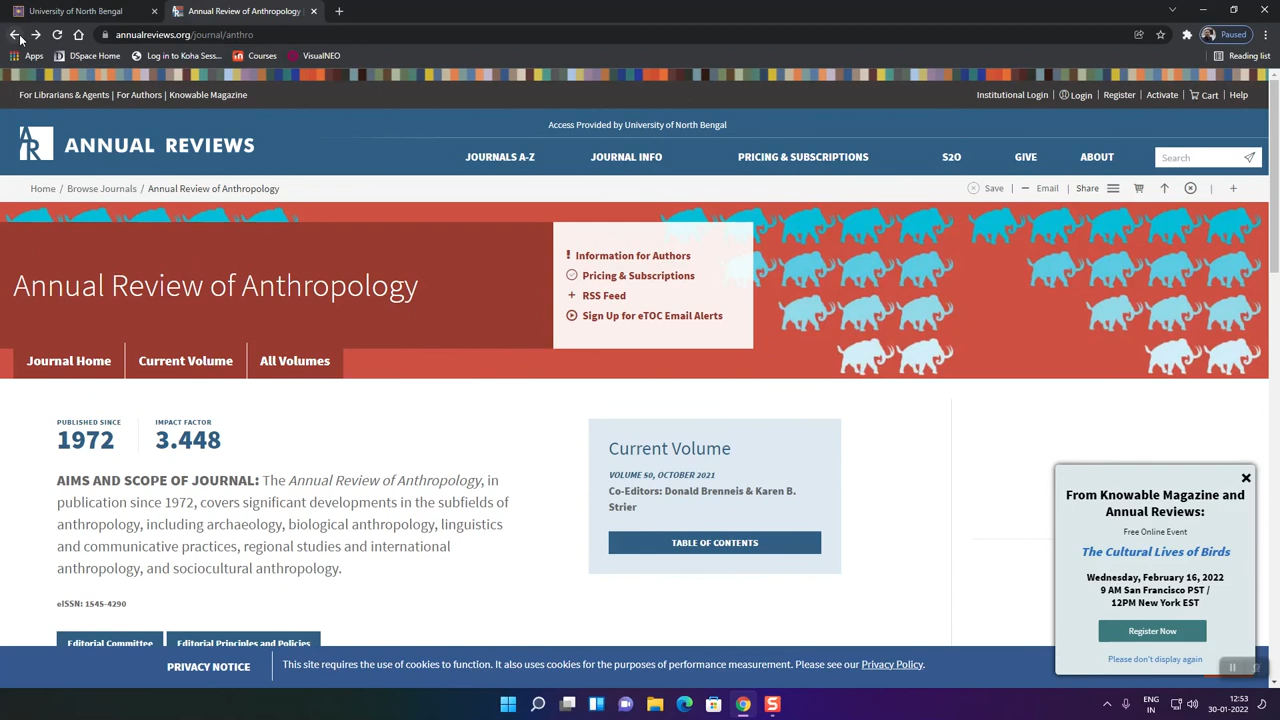 University of North Bengal
Annual Reviews of Anthropology
annualreviews.org/journal/anthro
Paused
Apps
DSpace Home
Log in to Koha Sess...
Courses
VisualNEO
Reading list
For Librarians & Agents | For Authors | Knowable Magazine
Institutional Login | Login | Register | Activate | Cart | Help
Access Provided by University of North Bengal
AR ANNUAL REVIEWS
JOURNALS A-Z
JOURNAL INFO
PRICING & SUBSCRIPTIONS
S2O
GIVE
ABOUT
Search
Home / Browse Journals / Annual Review of Anthropology
Save | Email | Share
Annual Review of Anthropology
Information for Authors
Pricing & Subscriptions
RSS Feed
Sign Up for eTOC Email Alerts
Journal Home
Current Volume
All Volumes
PUBLISHED SINCE
1972
IMPACT FACTOR
3.448
AIMS AND SCOPE OF JOURNAL: The Annual Review of Anthropology, in
publication since 1972, covers significant developments in the subfields of
anthropology, including archaeology, biological anthropology, linguistics
and communicative practices, regional studies and international
anthropology, and sociocultural anthropology.
eISSN: 1545-4290
Editorial Committee
Editorial Principles and Policies
Current Volume
VOLUME 50, OCTOBER 2021
Co-Editors: Donald Brenneis & Karen B.
Strier
TABLE OF CONTENTS
From Knowable Magazine and
Annual Reviews:
Free Online Event
The Cultural Lives of Birds
Wednesday, February 16, 2022
9 AM San Francisco PST /
12PM New York EST
Register Now
Please don't display again
PRIVACY NOTICE
This site requires the use of cookies to function. It also uses cookies for the purposes of performance measurement. Please see our Privacy Policy.
ENG
IN
12:53
30-01-2022